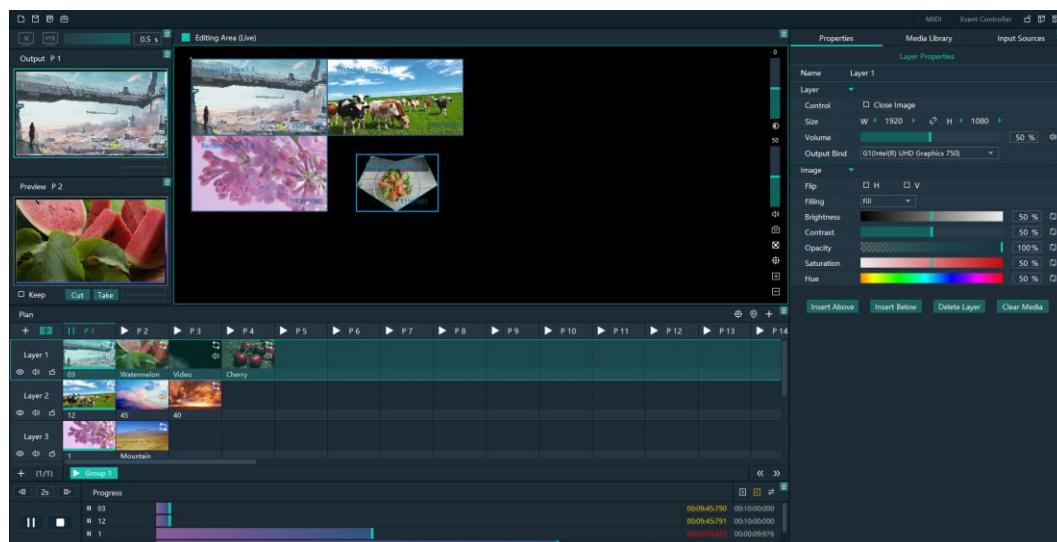 MIDI Event Controller
FTB 0.5 s Editing Area (Live)
Output P 1
Preview P 2
Keep Cut Take
0
50
Properties Media Library Input Sources
Layer Properties
Name Layer 1
Layer
Control Close Image
Size W 1920 H 1080
Volume 50 %
Output Bind G1(Intel(R) UHD Graphics 750)
Image
Flip H V
Filling Fill
Brightness 50 %
Contrast 50 %
Opacity 100%
Saturation 50 %
Hue 50 %
Insert Above Insert Below Delete Layer Clear Media
Plan
P 1 P 2 P 3 P 4 P 5 P 6 P 7 P 8 P 9 P 10 P 11 P 12 P 13 P 14
Layer 1
03 Watermelon Video Cherry
Layer 2
12 45 40
Layer 3
1 Mountain
(1/1) Group 1
2s Progress
03 00:09:45:790 00:10:00:000
12 00:09:45:791 00:10:00:000
1 00:00:09:976